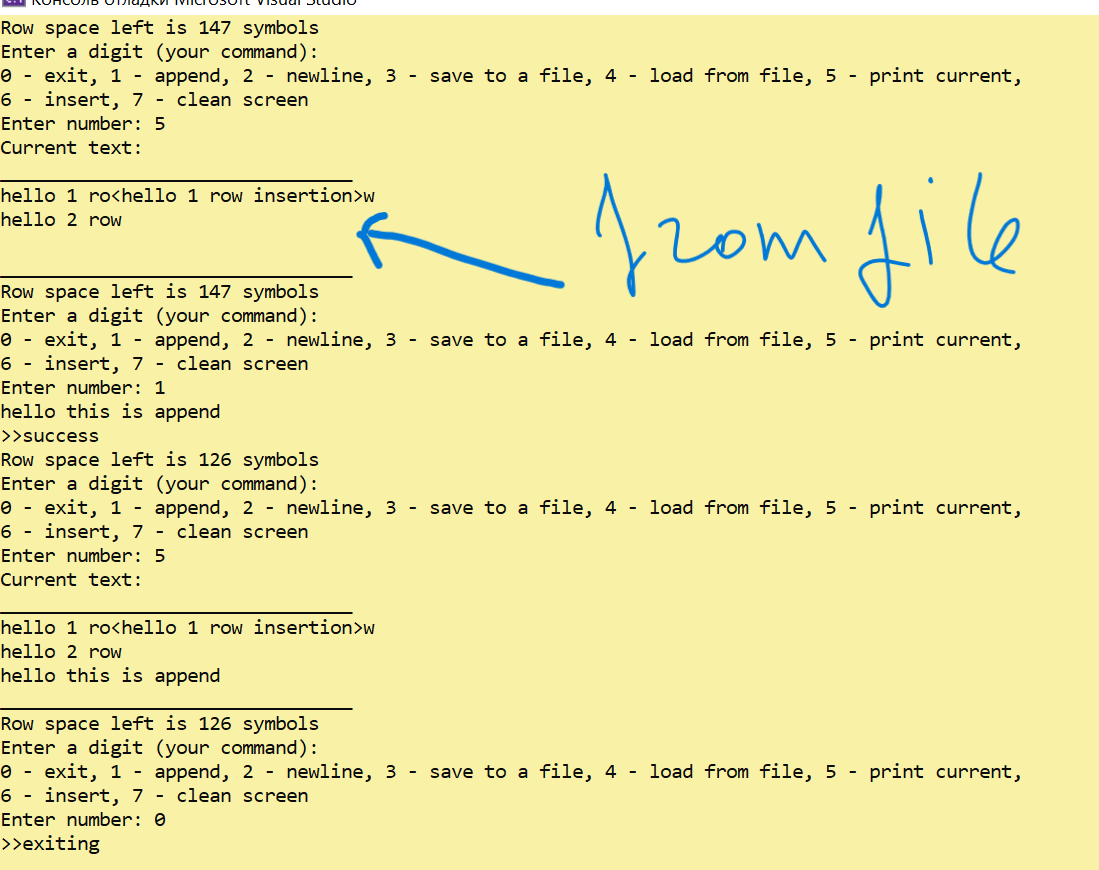 Консоль отладки Microsoft Visual Studio
Row space left is 147 symbols
Enter a digit (your command):
0 - exit, 1 - append, 2 - newline, 3 - save to a file, 4 - load from file, 5 - print current,
6 - insert, 7 - clean screen
Enter number: 5
Current text:
________________________________
hello 1 ro<hello 1 row insertion>w
hello 2 row
from file
________________________________
Row space left is 147 symbols
Enter a digit (your command):
0 - exit, 1 - append, 2 - newline, 3 - save to a file, 4 - load from file, 5 - print current,
6 - insert, 7 - clean screen
Enter number: 1
hello this is append
>>success
Row space left is 126 symbols
Enter a digit (your command):
0 - exit, 1 - append, 2 - newline, 3 - save to a file, 4 - load from file, 5 - print current,
6 - insert, 7 - clean screen
Enter number: 5
Current text:
________________________________
hello 1 ro<hello 1 row insertion>w
hello 2 row
hello this is append
________________________________
Row space left is 126 symbols
Enter a digit (your command):
0 - exit, 1 - append, 2 - newline, 3 - save to a file, 4 - load from file, 5 - print current,
6 - insert, 7 - clean screen
Enter number: 0
>>exiting